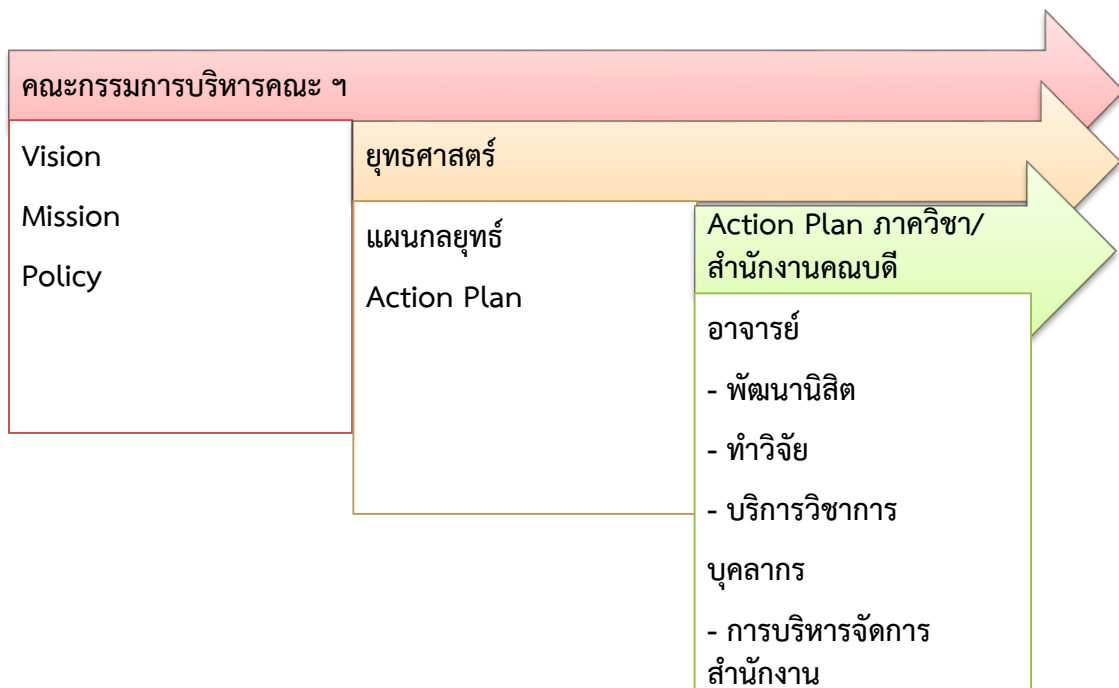 คณะกรรมการบริหารคณะ ฯ
Vision
Mission
Policy
ยุทธศาสตร์
แผนกลยุทธ์
Action Plan
Action Plan ภาควิชา/
สำนักงานคณบดี
อาจารย์
- พัฒนานิสิต
- ทำวิจัย
- บริการวิชาการ
บุคลากร
- การบริหารจัดการ
สำนักงาน